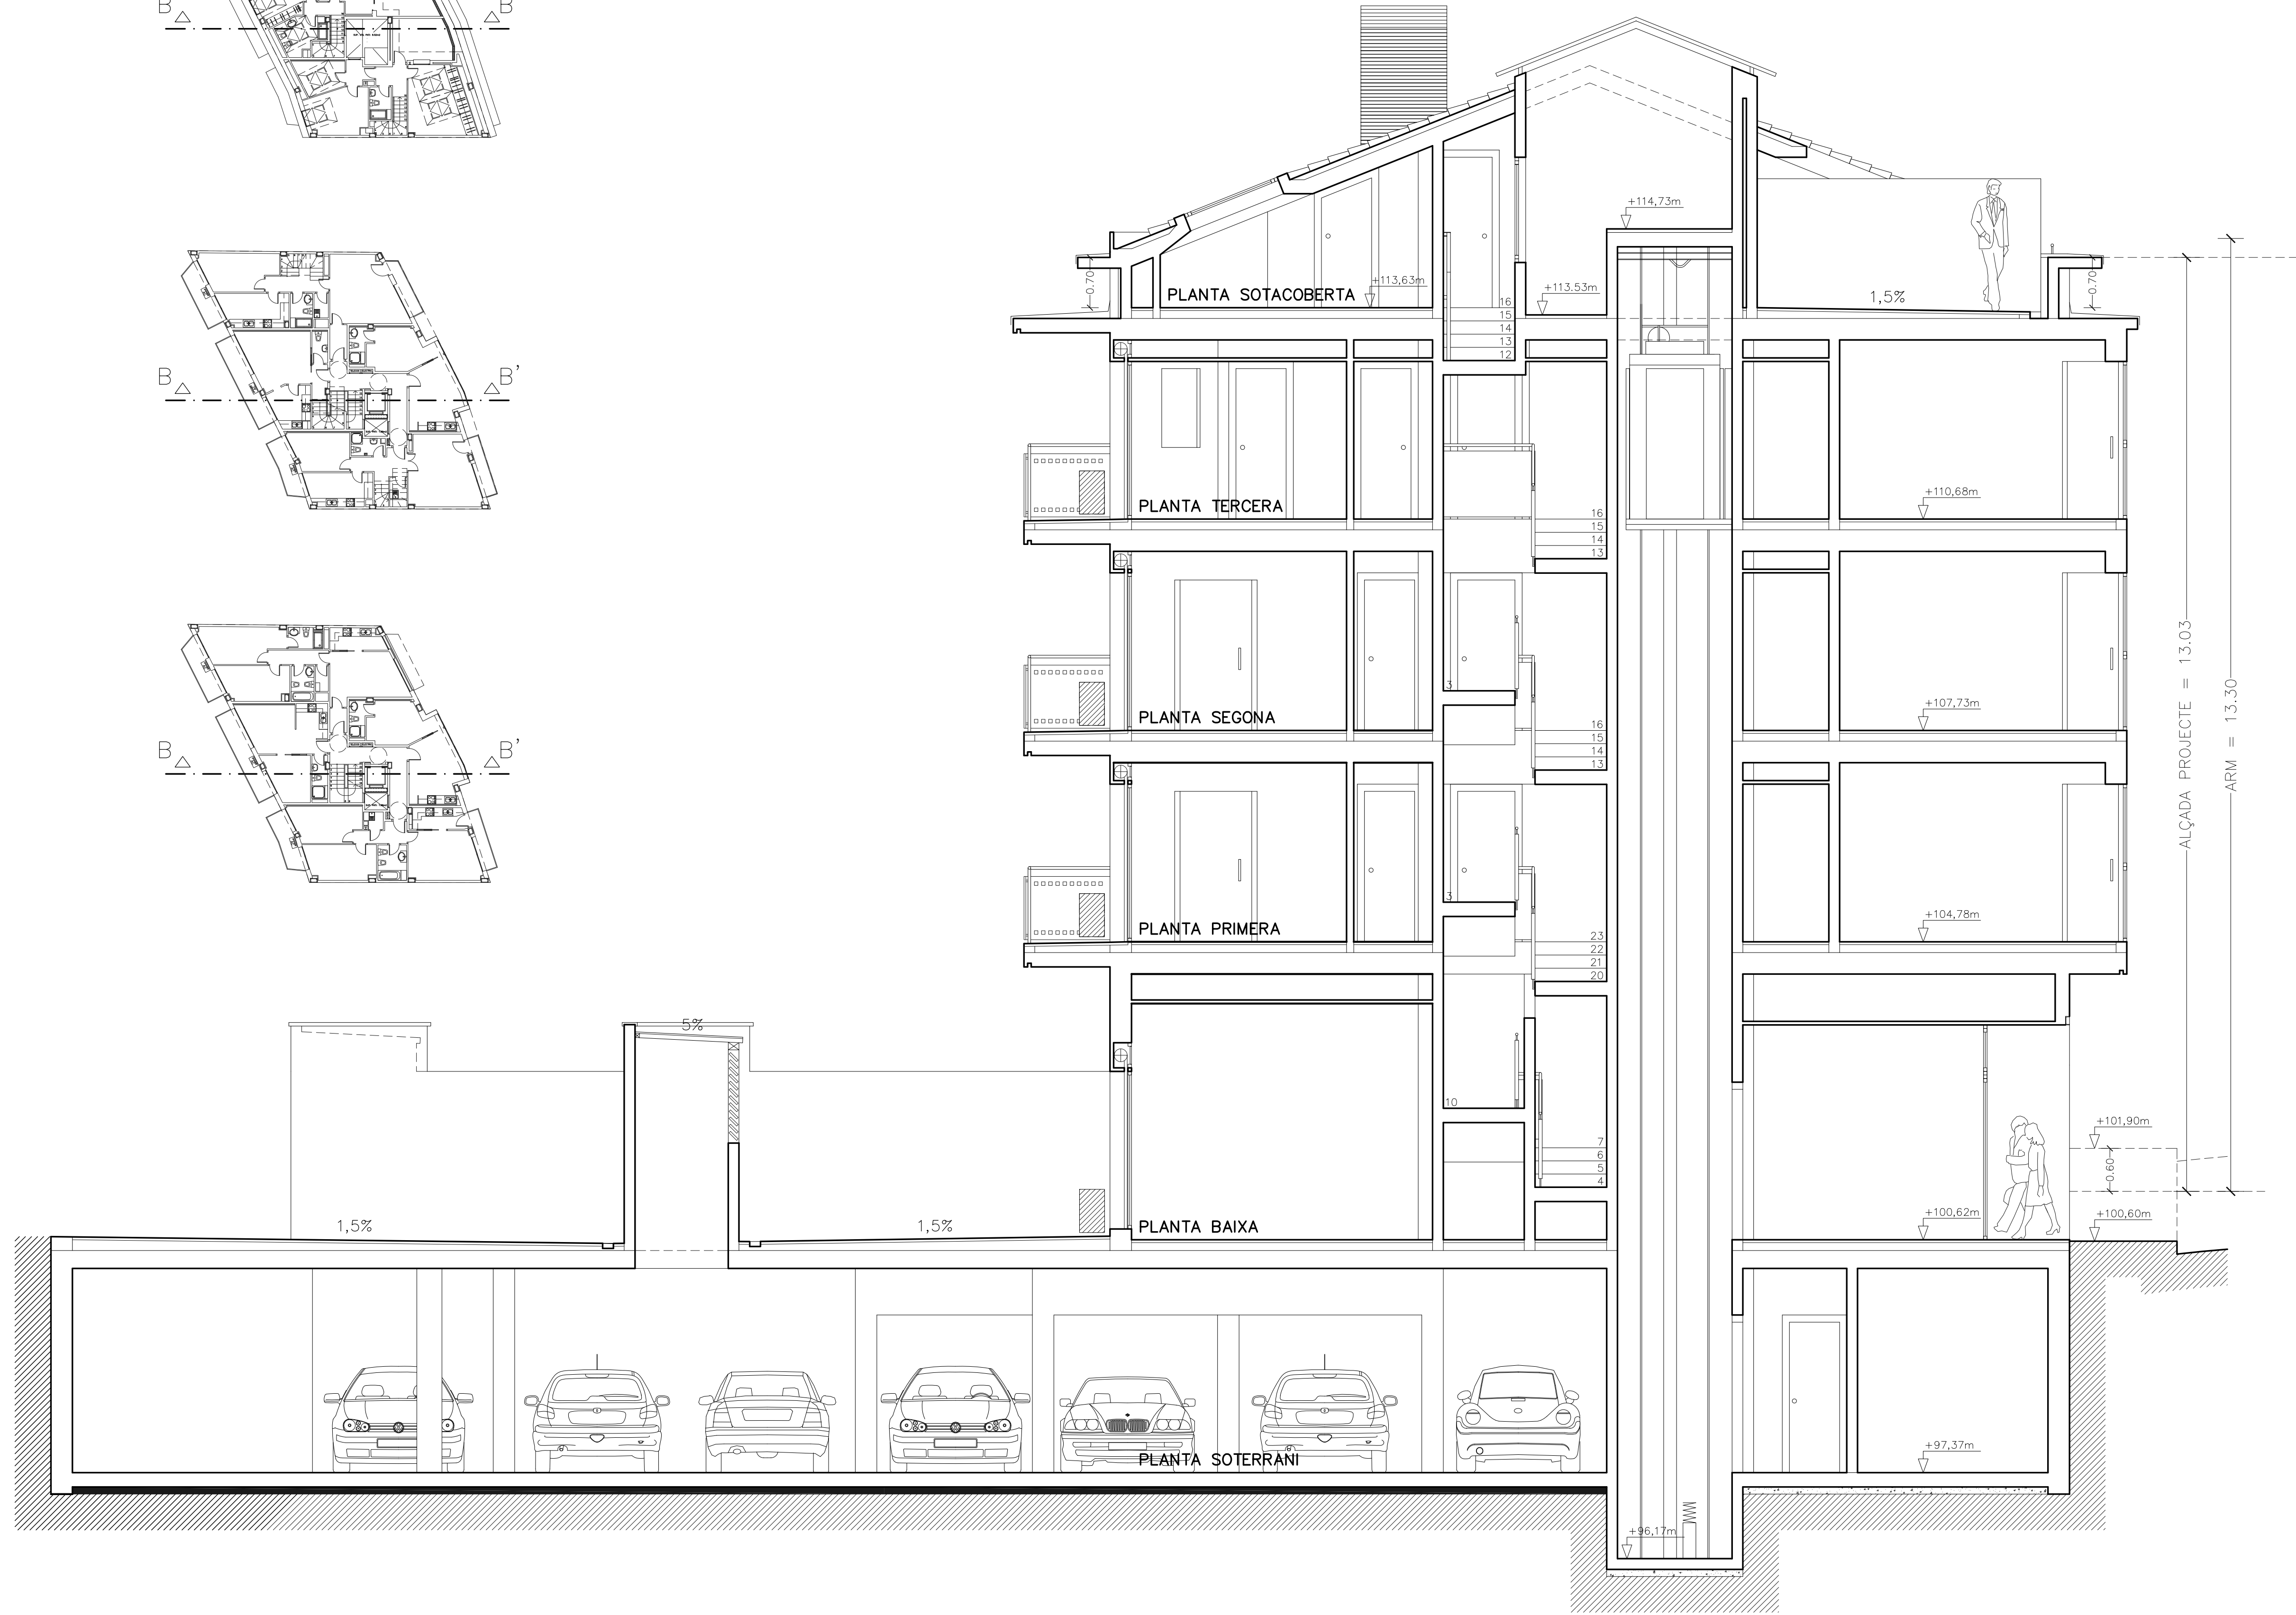 B
B'
+114,73m
+113,63m
+113.53m
0.70
0.70
PLANTA SOTACOBERTA
1,5%
16
15
14
13
12
B
B'
PLANTA TERCERA
+110,68m
16
15
14
13
ALÇADA PROJECTE = 13.03
ARM = 13.30
3
PLANTA SEGONA
+107,73m
16
15
14
13
B
B'
3
PLANTA PRIMERA
+104,78m
23
22
21
20
5%
10
+101,90m
7
6
5
4
0.60
1,5%
1,5%
PLANTA BAIXA
+100,62m
+100,60m
+97,37m
PLANTA SOTERRANI
+96,17m